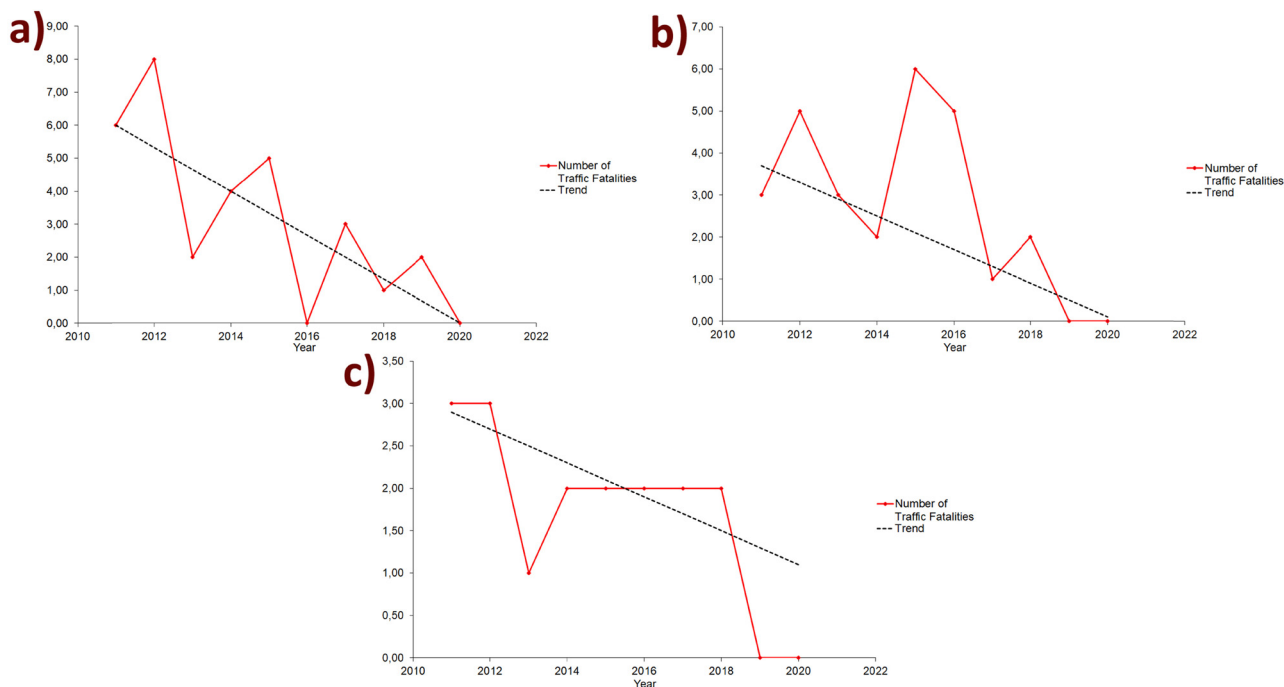 a)
9,00
8,00
7,00
6,00
5,00
4,00
3,00
2,00
1,00
0,00
2010 2012 2014 2016 2018 2020 2022
Year
Number of
Traffic Fatalities
Trend
b)
7,00
6,00
5,00
4,00
3,00
2,00
1,00
0,00
2010 2012 2014 2016 2018 2020 2022
Year
Number of
Traffic Fatalities
Trend
c)
3,50
3,00
2,50
2,00
1,50
1,00
0,50
0,00
2010 2012 2014 2016 2018 2020 2022
Year
Number of
Traffic Fatalities
Trend